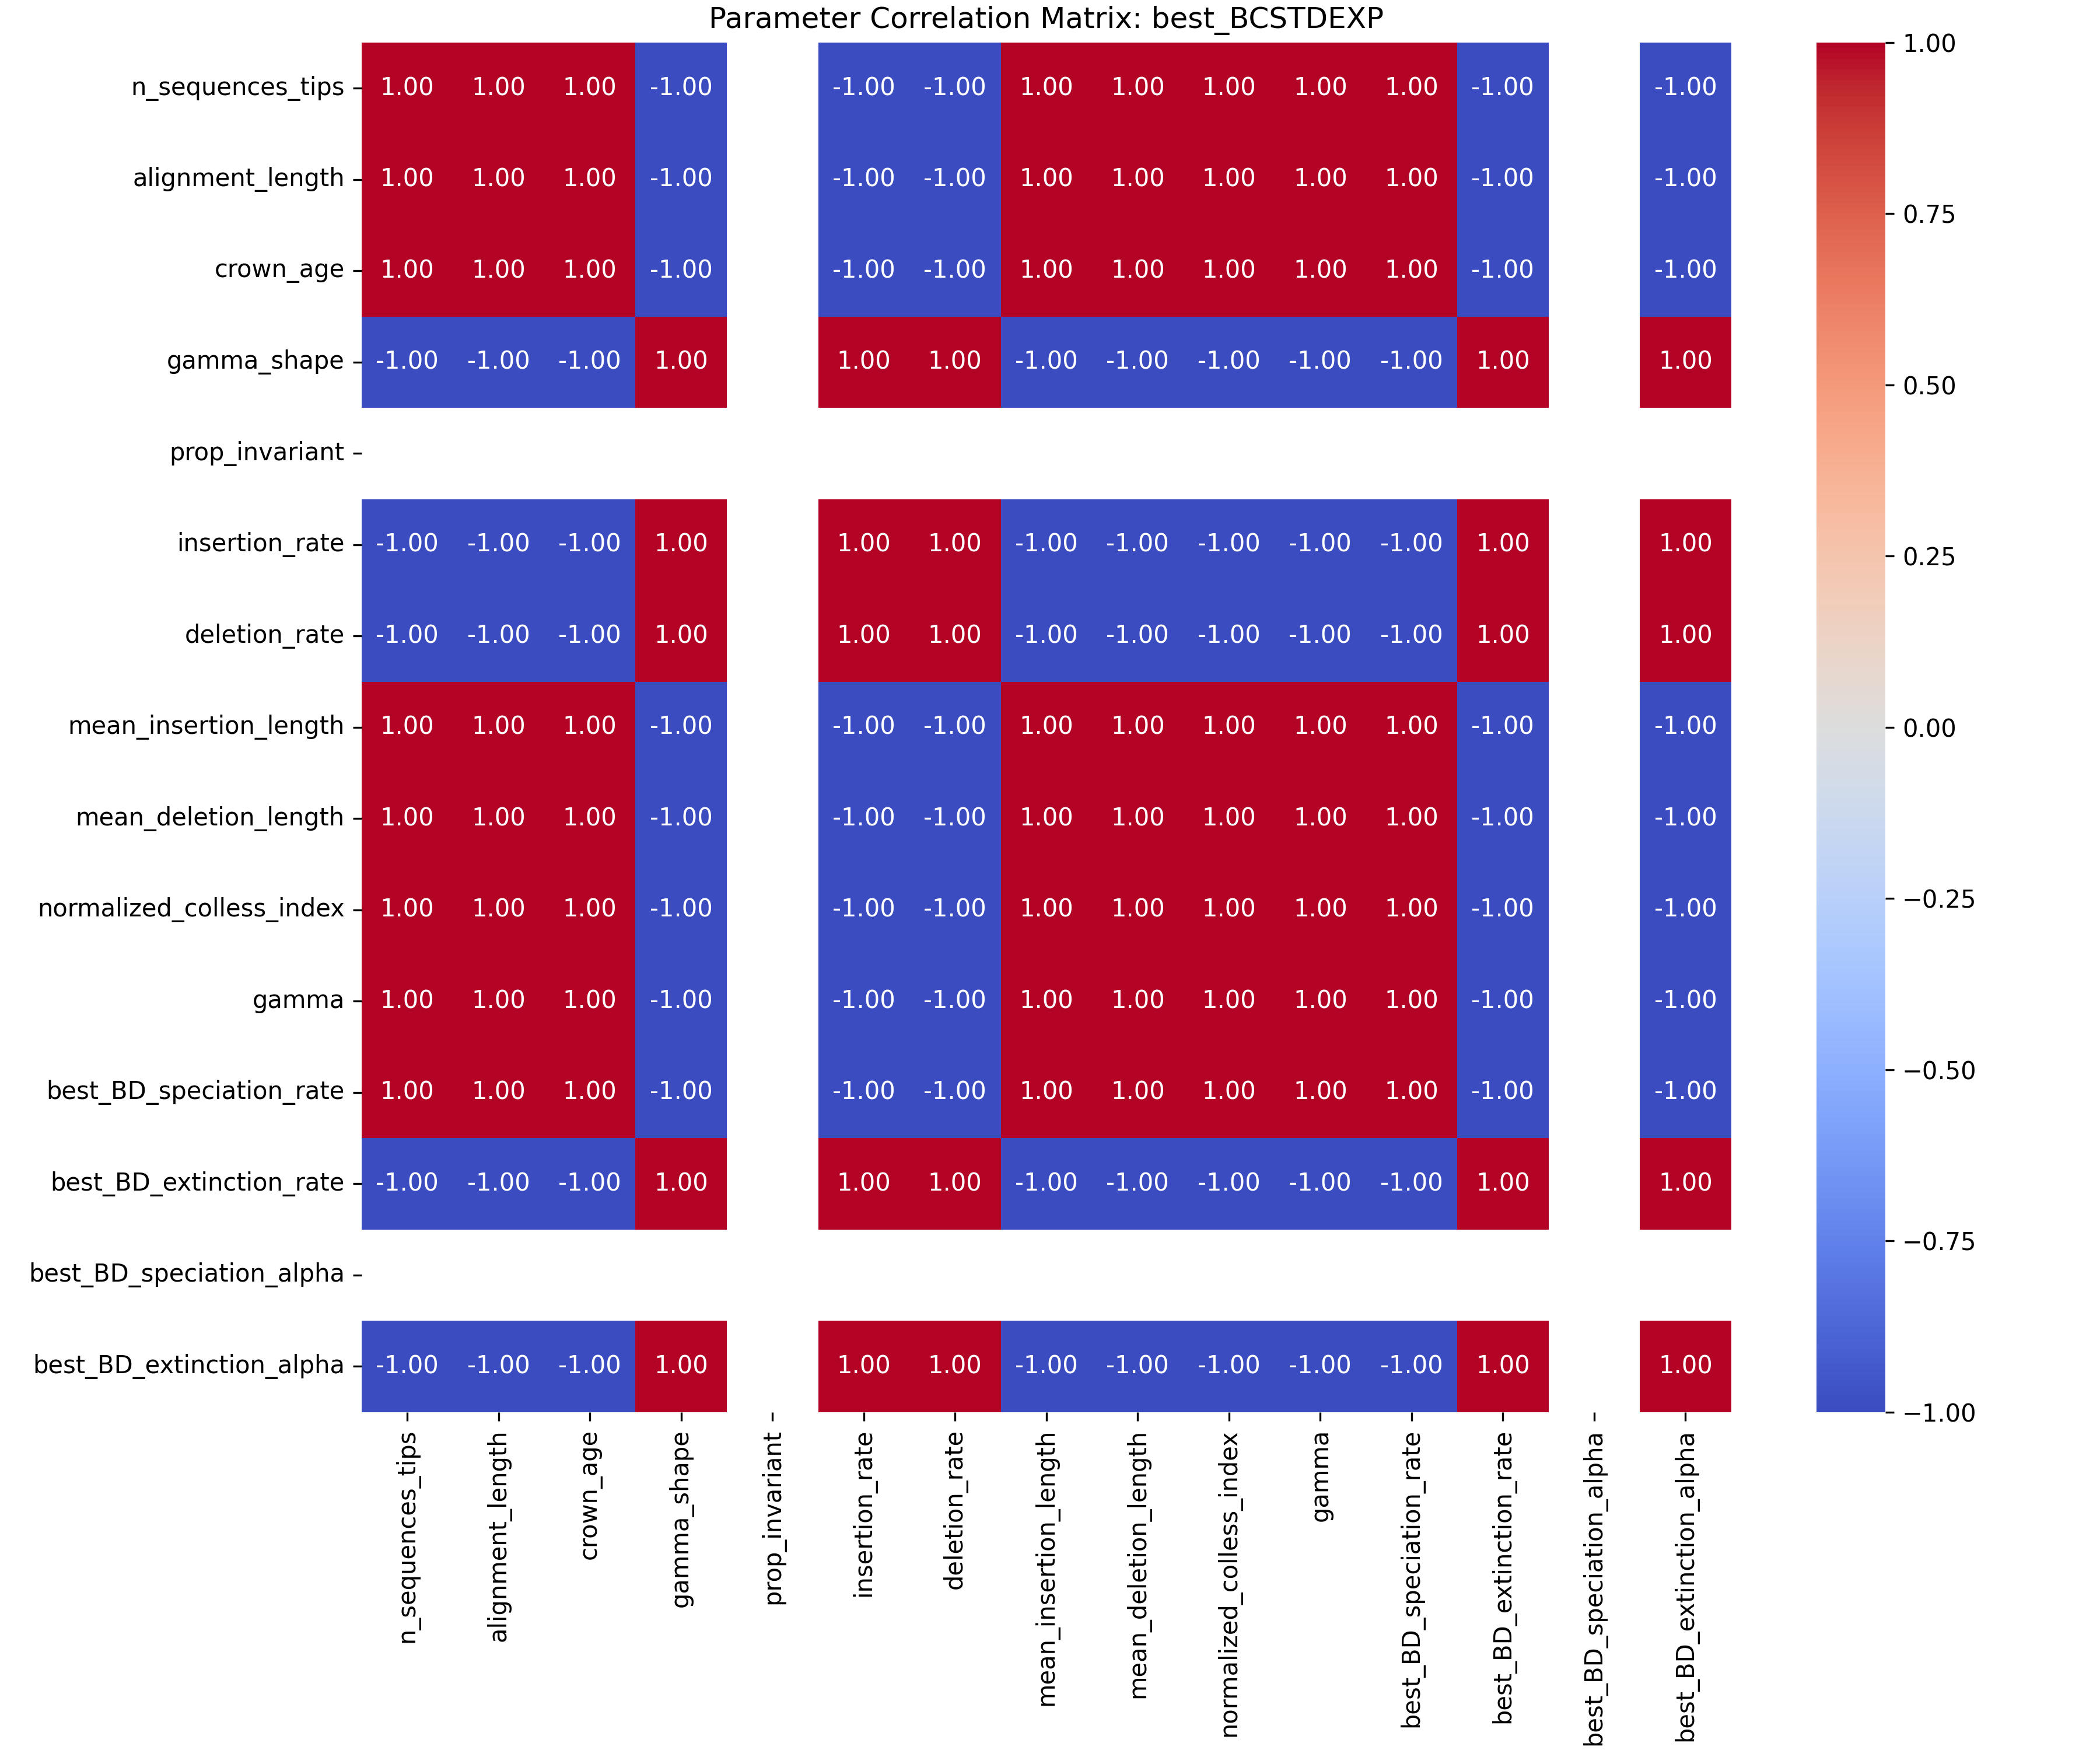 Parameter Correlation Matrix: best_BCSTDEXP
n_sequences_tips 1.00 1.00 1.00 -1.00 -1.00 -1.00 1.00 1.00 1.00 1.00 1.00 -1.00 -1.00
alignment_length 1.00 1.00 1.00 -1.00 -1.00 -1.00 1.00 1.00 1.00 1.00 1.00 -1.00 -1.00
crown_age 1.00 1.00 1.00 -1.00 -1.00 -1.00 1.00 1.00 1.00 1.00 1.00 -1.00 -1.00
gamma_shape -1.00 -1.00 -1.00 1.00 1.00 1.00 -1.00 -1.00 -1.00 -1.00 -1.00 1.00 1.00
prop_invariant
insertion_rate -1.00 -1.00 -1.00 1.00 1.00 1.00 -1.00 -1.00 -1.00 -1.00 -1.00 1.00 1.00
deletion_rate -1.00 -1.00 -1.00 1.00 1.00 1.00 -1.00 -1.00 -1.00 -1.00 -1.00 1.00 1.00
mean_insertion_length 1.00 1.00 1.00 -1.00 -1.00 -1.00 1.00 1.00 1.00 1.00 1.00 -1.00 -1.00
mean_deletion_length 1.00 1.00 1.00 -1.00 -1.00 -1.00 1.00 1.00 1.00 1.00 1.00 -1.00 -1.00
normalized_colless_index 1.00 1.00 1.00 -1.00 -1.00 -1.00 1.00 1.00 1.00 1.00 1.00 -1.00 -1.00
gamma 1.00 1.00 1.00 -1.00 -1.00 -1.00 1.00 1.00 1.00 1.00 1.00 -1.00 -1.00
best_BD_speciation_rate 1.00 1.00 1.00 -1.00 -1.00 -1.00 1.00 1.00 1.00 1.00 1.00 -1.00 -1.00
best_BD_extinction_rate -1.00 -1.00 -1.00 1.00 1.00 1.00 -1.00 -1.00 -1.00 -1.00 -1.00 1.00 1.00
best_BD_speciation_alpha
best_BD_extinction_alpha -1.00 -1.00 -1.00 1.00 1.00 1.00 -1.00 -1.00 -1.00 -1.00 -1.00 1.00 1.00
n_sequences_tips
alignment_length
crown_age
gamma_shape
prop_invariant
insertion_rate
deletion_rate
mean_insertion_length
mean_deletion_length
normalized_colless_index
gamma
best_BD_speciation_rate
best_BD_extinction_rate
best_BD_speciation_alpha
best_BD_extinction_alpha
1.00
0.75
0.50
0.25
0.00
−0.25
−0.50
−0.75
−1.00